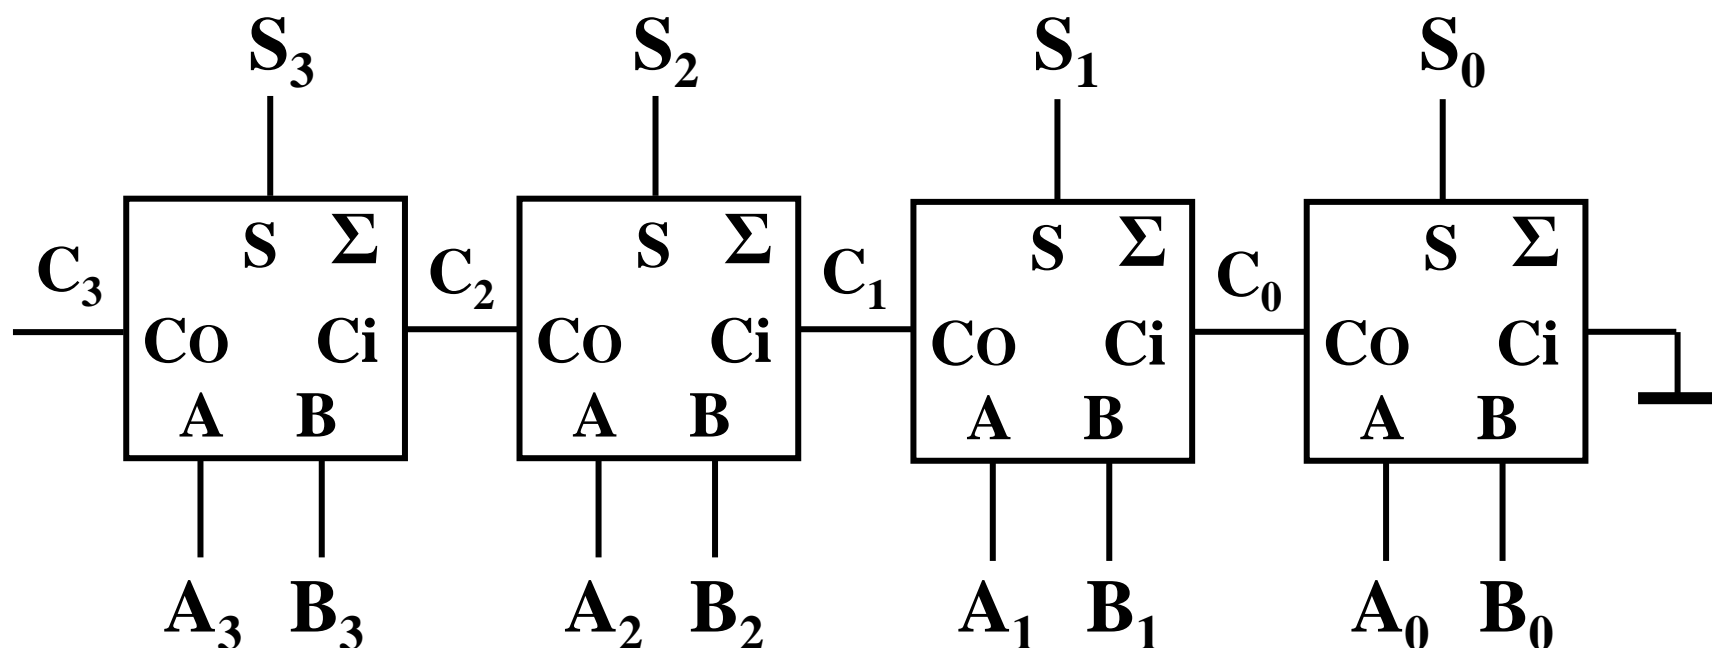 S₃ S₂ S₁ S₀
S Σ S Σ S Σ S Σ
C₃ C₂ C₁ C₀
CO Ci CO Ci CO Ci CO Ci
A B A B A B A B
A₃ B₃ A₂ B₂ A₁ B₁ A₀ B₀